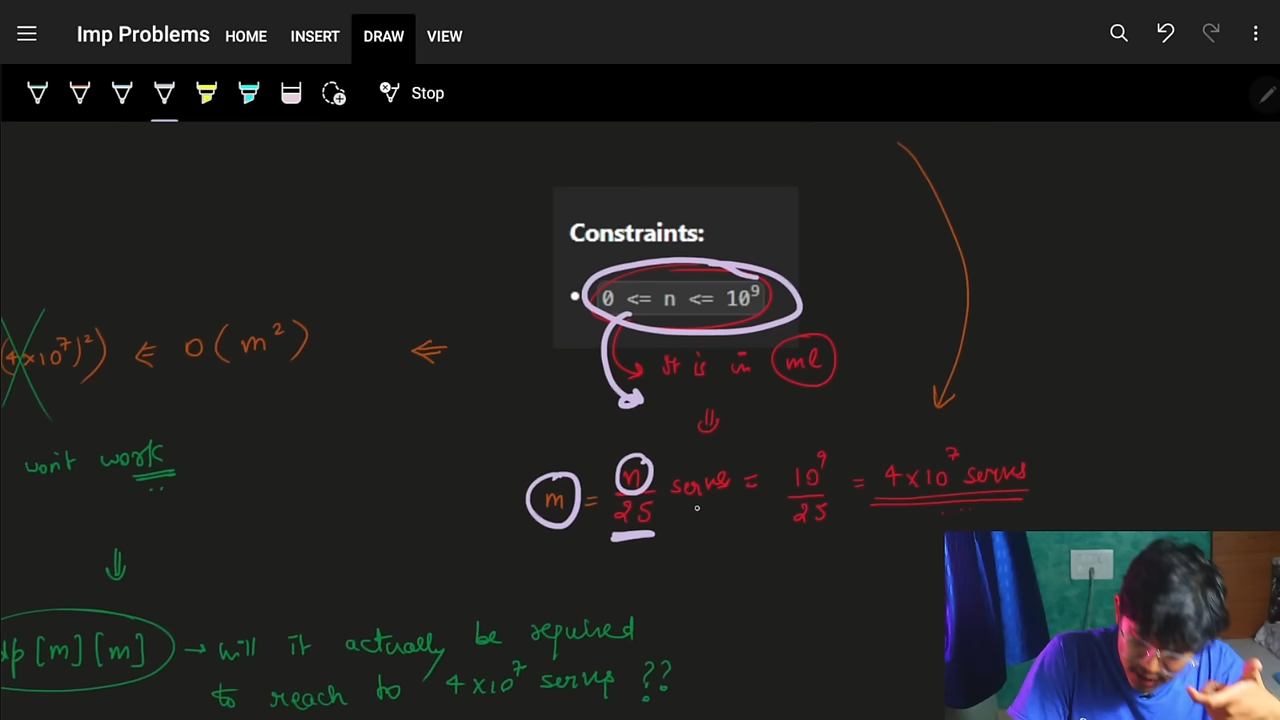 Imp Problems HOME INSERT DRAW VIEW
Stop
Constraints:
0 <= n <= 10⁹
It is in ml
4×10⁷)²) ⇐ O(m²) ⇐
won't work
m = n/25 serves = 10⁹/25 = 4×10⁷ serves
dp[m][m] → will it actually be required
to reach to 4×10⁷ serves ??